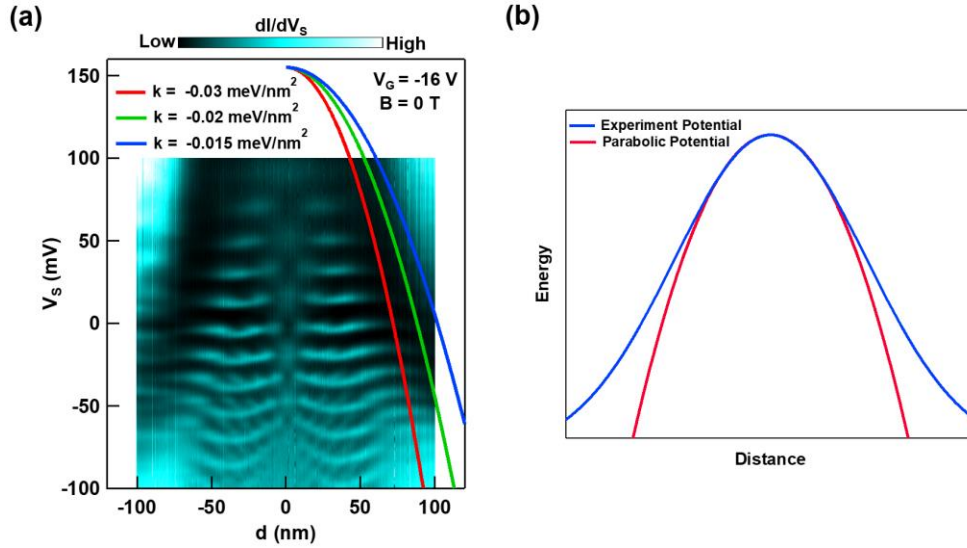 (a)
dI/dVS
Low
High
k = -0.03 meV/nm2
k = -0.02 meV/nm2
k = -0.015 meV/nm2
VG = -16 V
B = 0 T
150
100
50
0
-50
-100
VS (mV)
-100
-50
0
50
100
d (nm)
(b)
Experiment Potential
Parabolic Potential
Energy
Distance